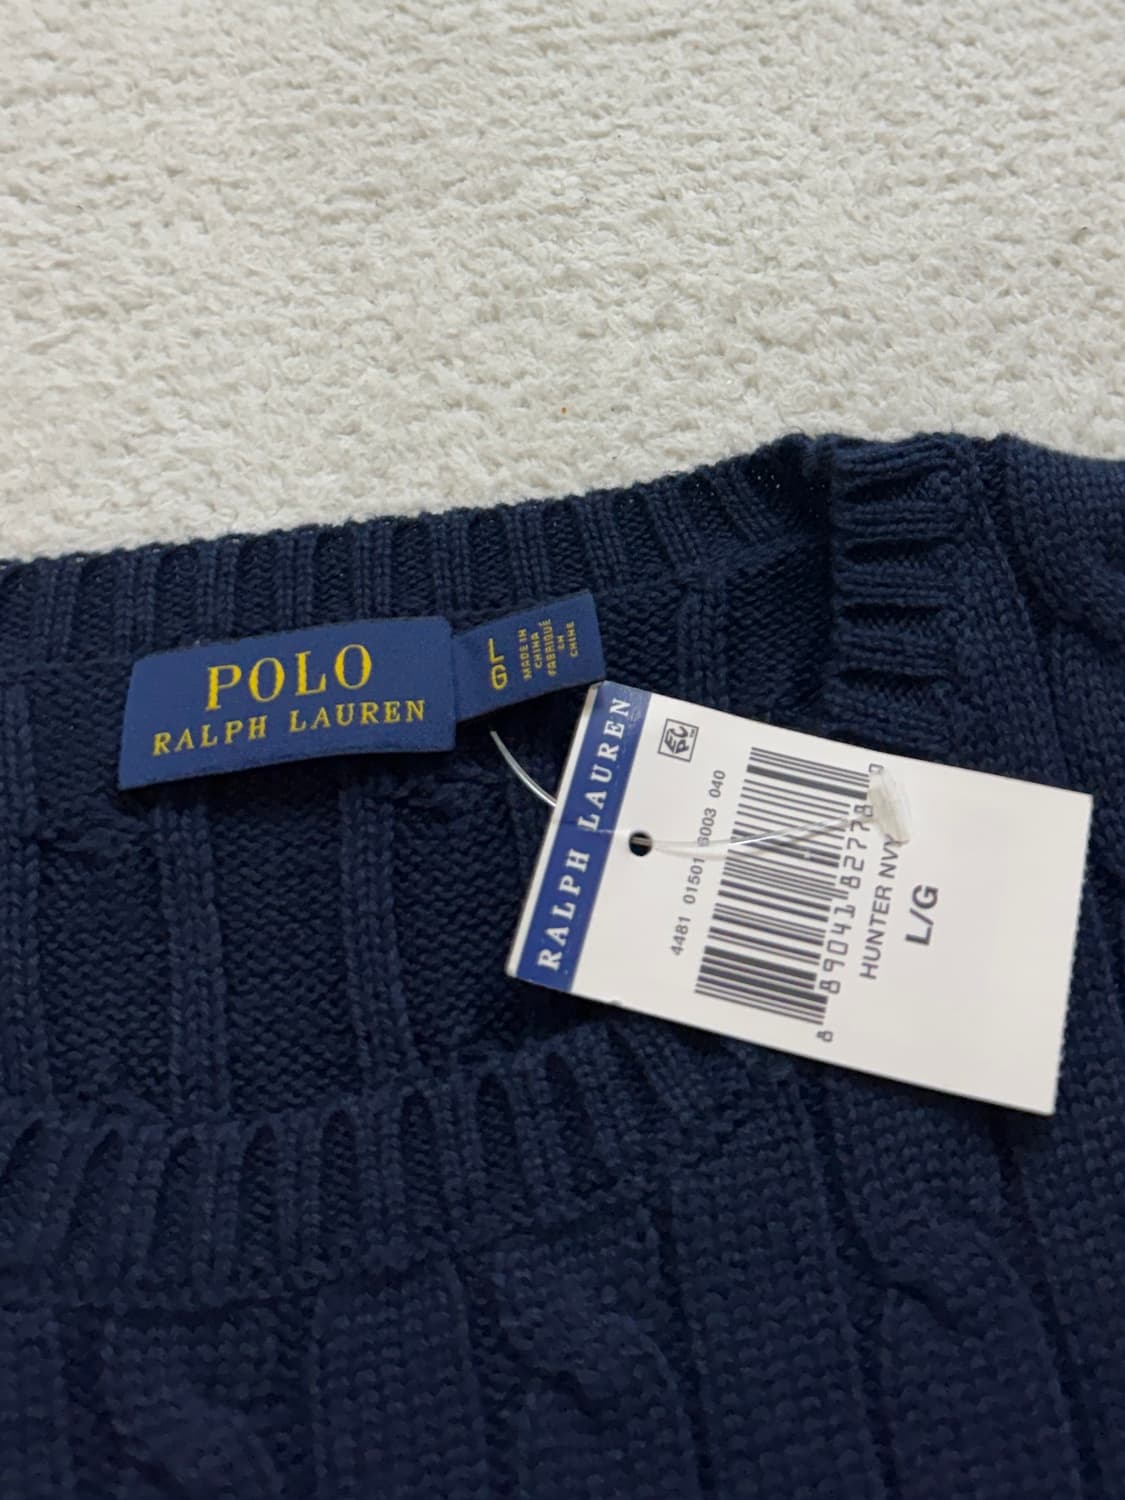 POLO
RALPH LAUREN
L
G
MADE IN
CHINA
FABRIQUÉ
EN
CHINE
RALPH LAUREN
HUNTER NVY
L/G